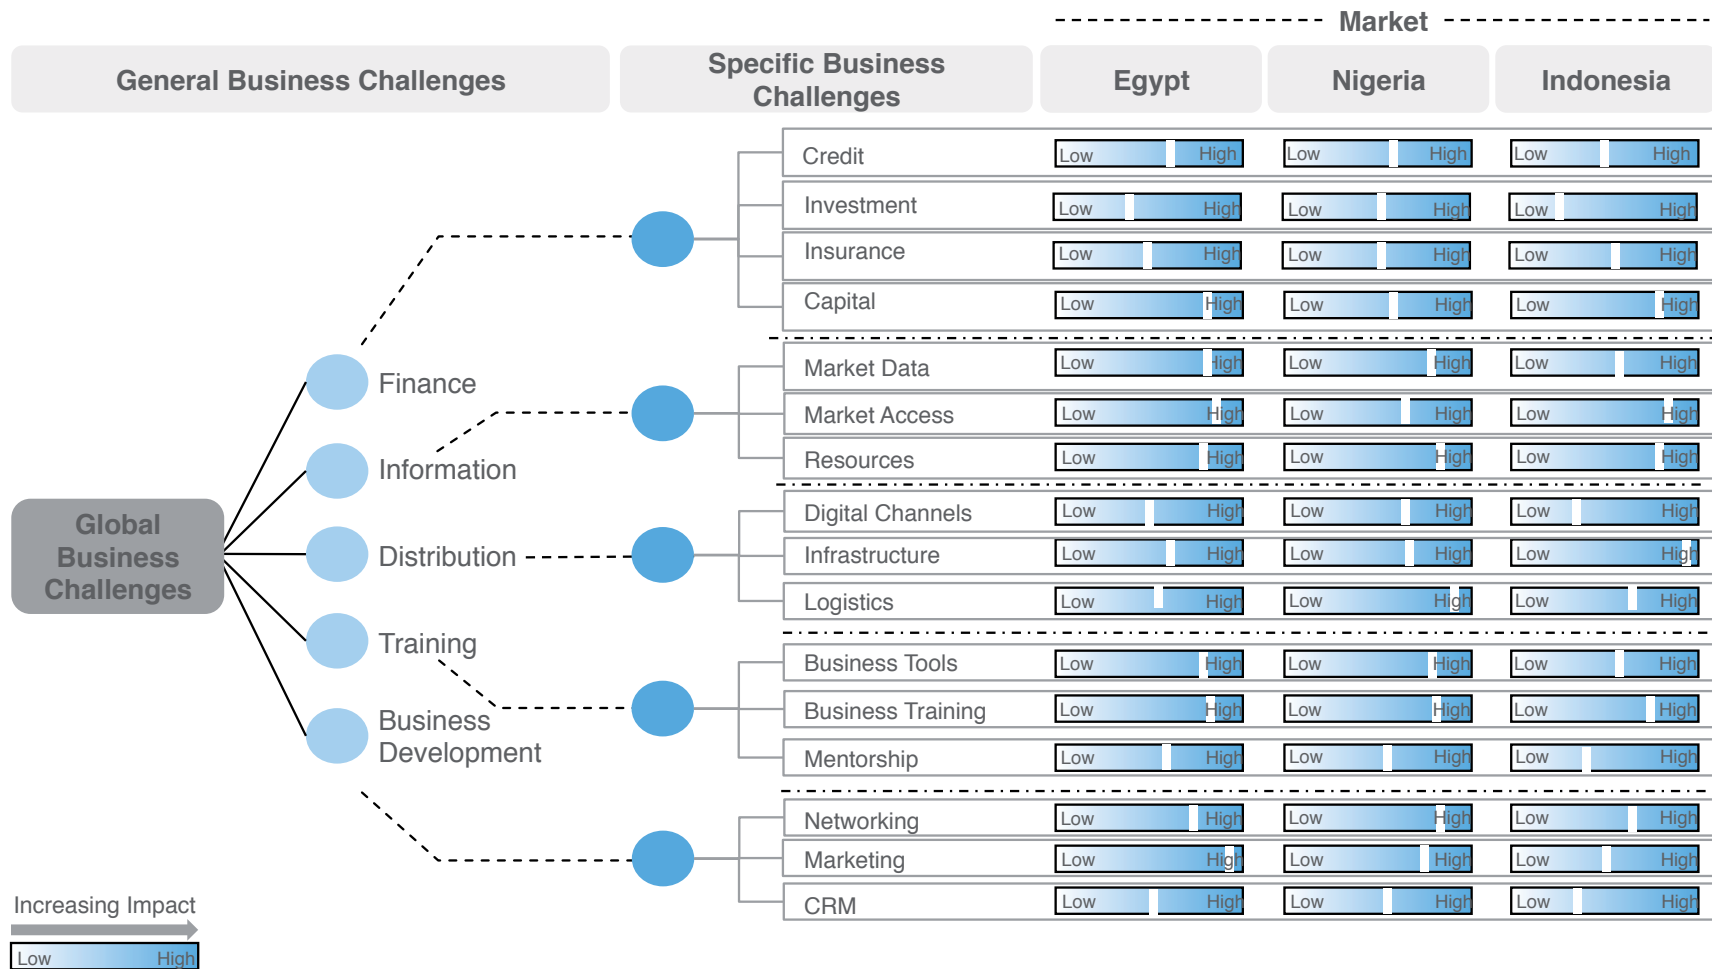 Market
General Business Challenges
Specific Business
Challenges
Egypt
Nigeria
Indonesia
Credit
Low High
Low High
Low High
Investment
Low High
Low High
Low High
Insurance
Low High
Low High
Low High
Capital
Low High
Low High
Low High
Finance
Market Data
Low High
Low High
Low High
Market Access
Low High
Low High
Low High
Information
Resources
Low High
Low High
Low High
Global
Business
Challenges
Digital Channels
Low High
Low High
Low High
Distribution
Infrastructure
Low High
Low High
Low High
Logistics
Low High
Low High
Low High
Training
Business Tools
Low High
Low High
Low High
Business
Development
Business Training
Low High
Low High
Low High
Mentorship
Low High
Low High
Low High
Networking
Low High
Low High
Low High
Marketing
Low High
Low High
Low High
CRM
Low High
Low High
Low High
Increasing Impact
Low High